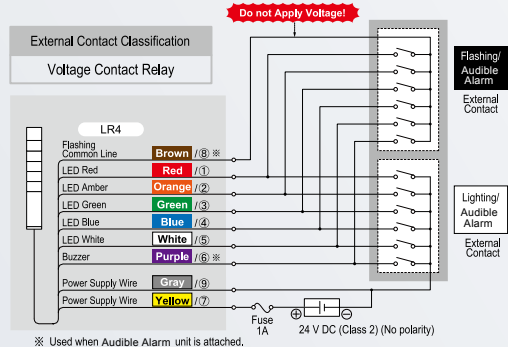 Do not Apply Voltage!
External Contact Classification
Voltage Contact Relay
Flashing/
Audible
Alarm
External
Contact
LR4
Flashing
Common Line
Brown /⑧ ※
LED Red Red /①
LED Amber Orange /②
LED Green Green /③
LED Blue Blue /④
LED White White /⑤
Buzzer Purple /⑥ ※
Power Supply Wire Gray /⑨
Power Supply Wire Yellow /⑦
Lighting/
Audible
Alarm
External
Contact
Fuse
1A
⊕ ⊖
24 V DC (Class 2) (No polarity)
※ Used when Audible Alarm unit is attached.